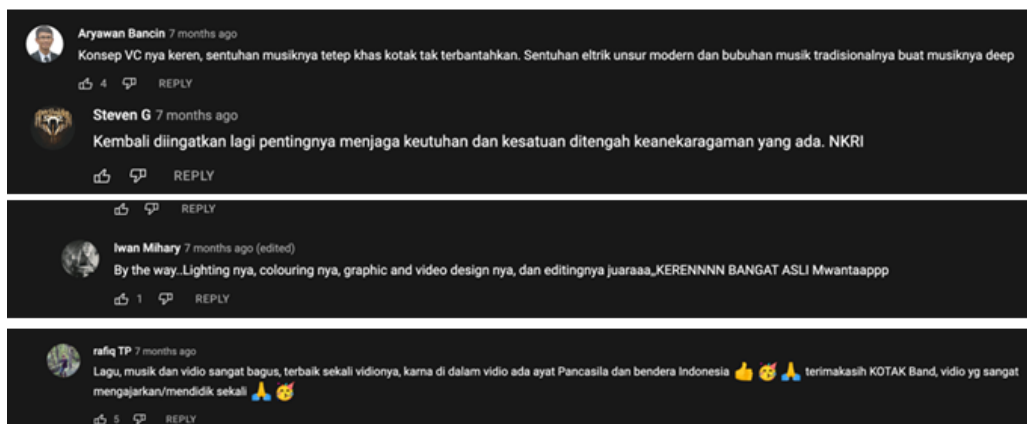 Aryawan Bancin 7 months ago
Konsep VC nya keren, sentuhan musiknya tetep khas kotak tak terbantahkan. Sentuhan eltrik unsur modern dan bubuhan musik tradisionalnya buat musiknya deep
4 REPLY
Steven G 7 months ago
Kembali diingatkan lagi pentingnya menjaga keutuhan dan kesatuan ditengah keanekaragaman yang ada. NKRI
REPLY
REPLY
Iwan Mihary 7 months ago (edited)
By the way..Lighting nya, colouring nya, graphic and video design nya, dan editingnya juaraaa,,KERENNNN BANGAT ASLI Mwantaappp
1 REPLY
rafiq TP 7 months ago
Lagu, musik dan vidio sangat bagus, terbaik sekali vidionya, karna di dalam vidio ada ayat Pancasila dan bendera Indonesia 👍 🥳 🙏 terimakasih KOTAK Band, vidio yg sangat
mengajarkan/mendidik sekali 🙏 🥳
5 REPLY